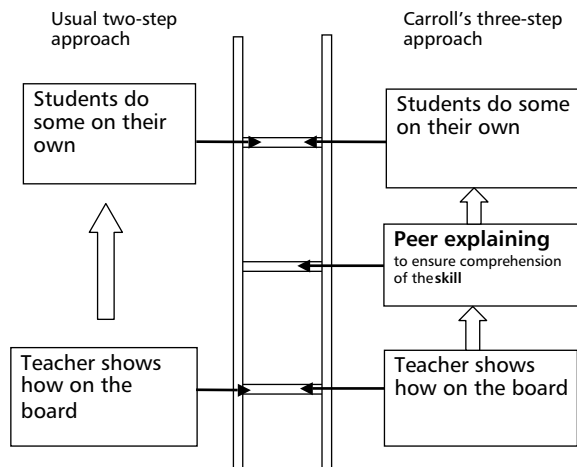 Usual two-step
approach
Students do
some on their
own
Teacher shows
how on the
board
Carroll's three-step
approach
Students do some
on their own
Peer explaining
to ensure comprehension
of theskill
Teacher shows
how on the board